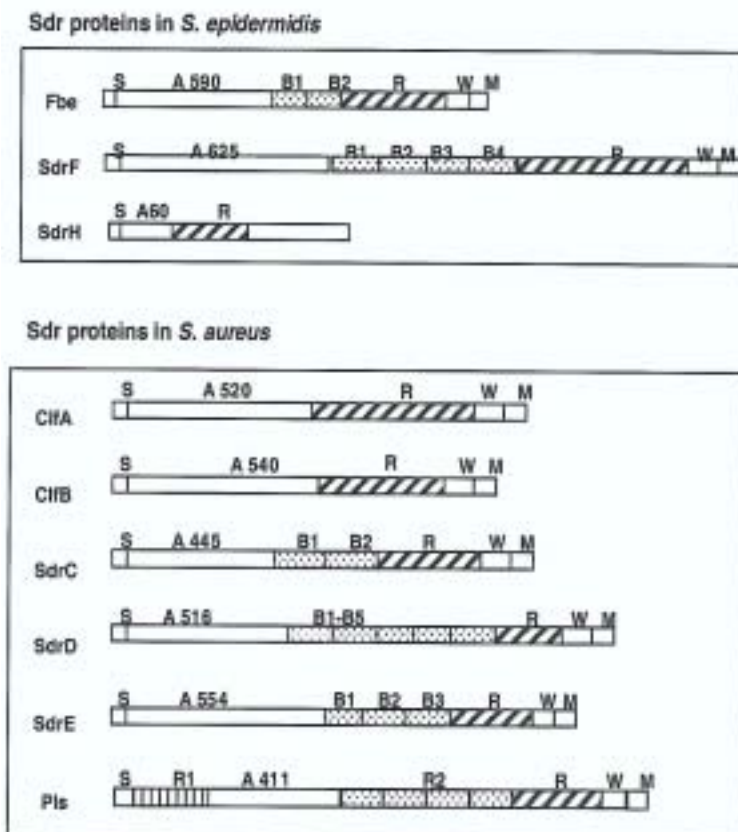 Sdr proteins in S. epidermidis
S A 590 B1 B2 R W M
Fbe
S A 625 B1 B2 B3 B4 R W M
SdrF
S A60 R
SdrH
Sdr proteins in S. aureus
S A 520 R W M
ClfA
S A 540 R W M
ClfB
S A 445 B1 B2 R W M
SdrC
S A 516 B1-B5 R W M
SdrD
S A 554 B1 B2 B3 R W M
SdrE
S R1 A 411 R2 R W M
Pls